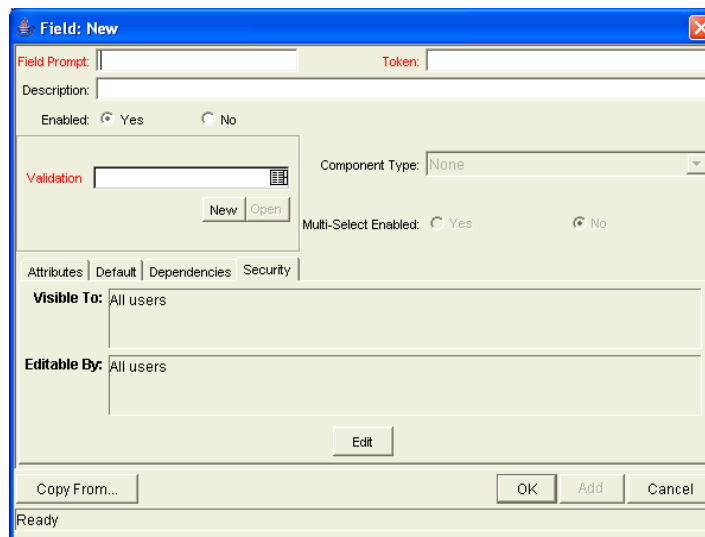 Field: New
Field Prompt: Token:
Description:
Enabled: Yes No
Validation
Component Type: None
New Open
Multi-Select Enabled: Yes No
Attributes Default Dependencies Security
Visible To: All users
Editable By: All users
Edit
Copy From... OK Add Cancel
Ready